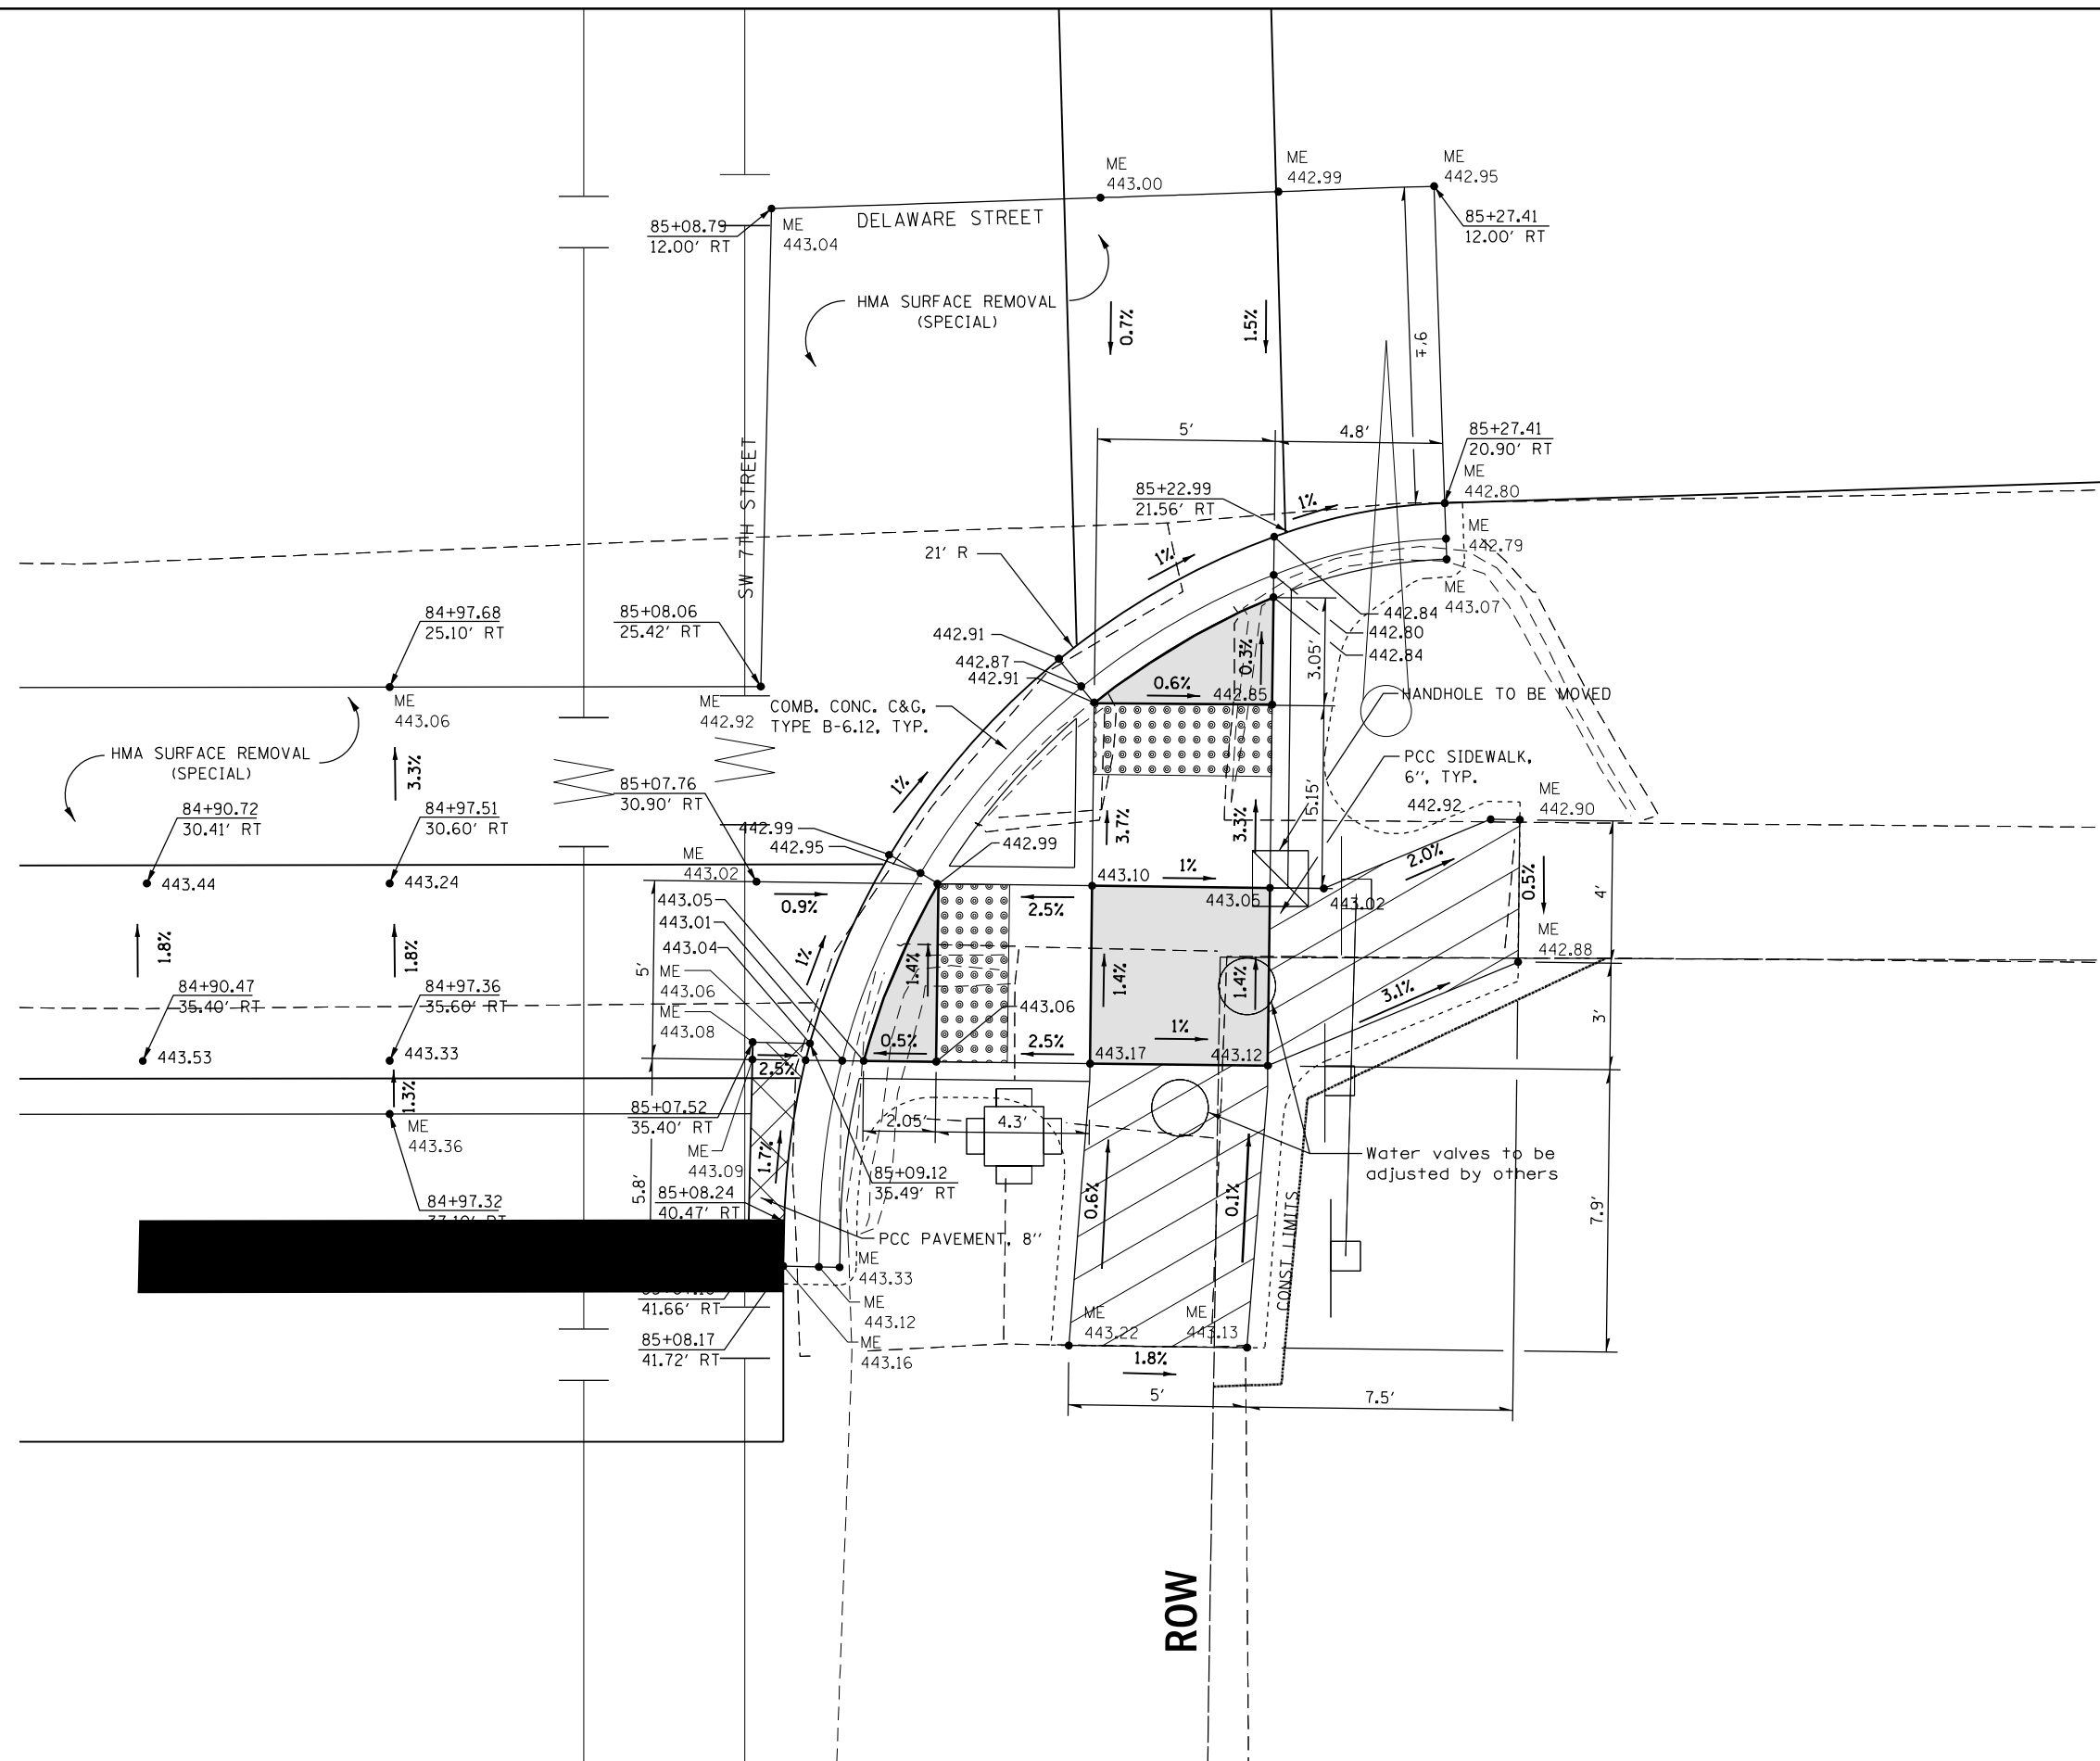 ME
443.00
ME
442.99
ME
442.95
85+08.79
12.00' RT
ME
443.04
DELAWARE STREET
85+27.41
12.00' RT
HMA SURFACE REMOVAL
(SPECIAL)
0.7%
1.5%
5'
4.8'
85+27.41
20.90' RT
ME
442.80
85+22.99
21.56' RT
1%
ME
442.79
SW 7TH STREET
21' R
1%
84+97.68
25.10' RT
85+08.06
25.42' RT
442.91
442.87
442.91
442.84
442.80
442.84
ME
443.07
0.3%
3.05'
0.6%
442.85
HANDHOLE TO BE MOVED
ME
443.06
ME
442.92
COMB. CONC. C&G,
TYPE B-6.12, TYP.
HMA SURFACE REMOVAL
(SPECIAL)
3.3%
1%
PCC SIDEWALK,
6", TYP.
85+07.76
30.90' RT
84+90.72
30.41' RT
84+97.51
30.60' RT
442.99
442.95
442.99
3.7%
3.3%
5.15'
442.92
ME
442.90
ME
443.02
443.44
443.24
443.10
1%
443.05
443.02
2.0%
0.5%
4'
0.9%
443.05
443.01
443.04
2.5%
5'
1%
1.8%
1.8%
1.4%
1.4%
1.4%
ME
442.88
ME
443.06
ME
443.08
84+90.47
35.40' RT
84+97.36
35.60' RT
443.06
3.1%
3'
443.53
443.33
0.5%
2.5%
1%
443.17
443.12
2.5%
1.3%
85+07.52
35.40' RT
2.05'
4.3'
ME
443.36
ME
443.09
1.7%
85+09.12
35.49' RT
Water valves to be
adjusted by others
5.8'
85+08.24
40.47' RT
84+97.32
0.6%
0.1%
CONST LIMITS
7.9'
PCC PAVEMENT, 8"
ME
443.33
41.66' RT
ME
443.12
ME
443.22
ME
443.13
85+08.17
41.72' RT
ME
443.16
1.8%
5'
7.5'
ROW